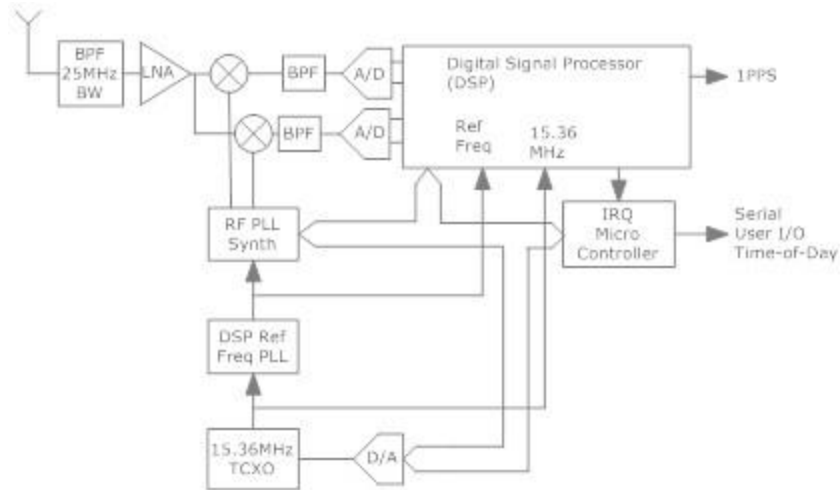 BPF
25MHz
BW
LNA
BPF
A/D
Digital Signal Processor
(DSP)
1PPS
BPF
A/D
Ref
Freq
15.36
MHz
RF PLL
Synth
IRQ
Micro
Controller
Serial
User I/O
Time-of-Day
DSP Ref
Freq PLL
15.36MHz
TCXO
D/A